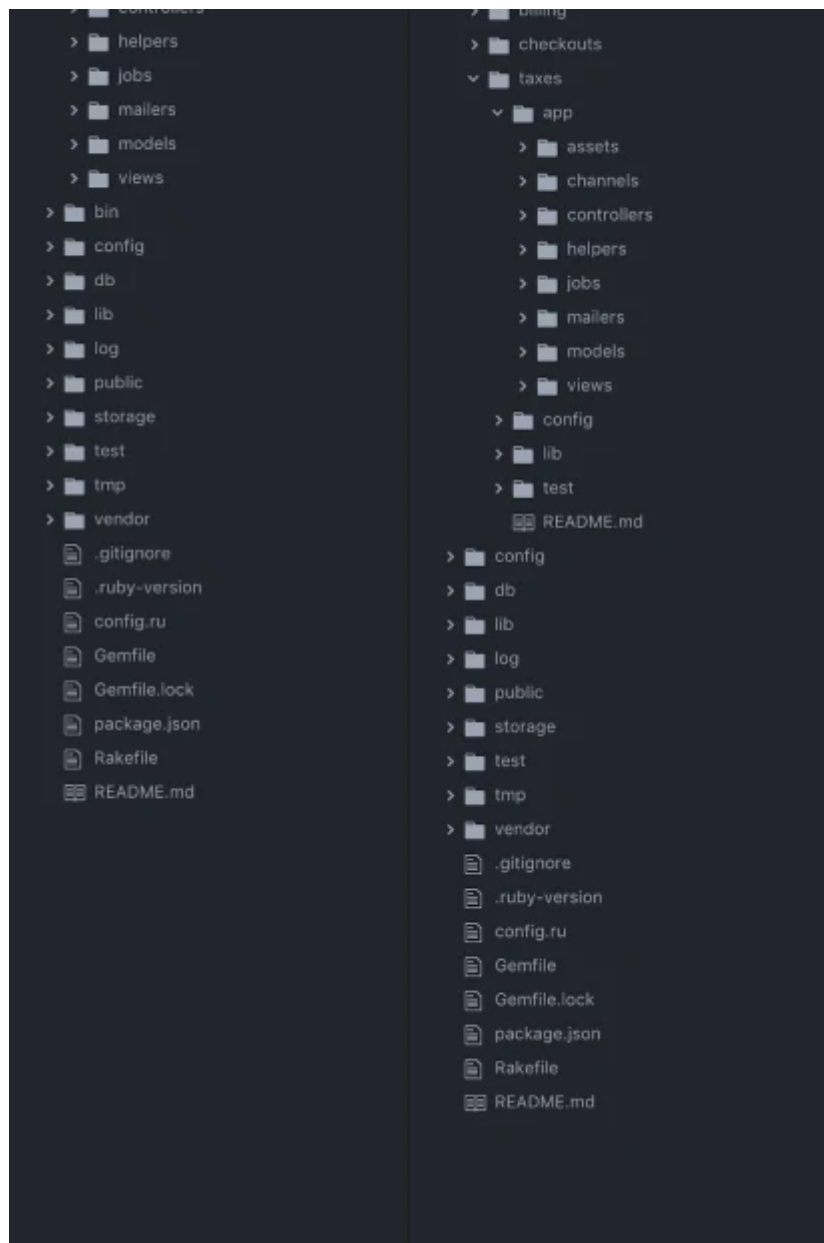 controllers
helpers
jobs
mailers
models
views
bin
config
db
lib
log
public
storage
test
tmp
vendor
.gitignore
.ruby-version
config.ru
Gemfile
Gemfile.lock
package.json
Rakefile
README.md
billing
checkouts
taxes
app
assets
channels
controllers
helpers
jobs
mailers
models
views
config
lib
test
README.md
config
db
lib
log
public
storage
test
tmp
vendor
.gitignore
.ruby-version
config.ru
Gemfile
Gemfile.lock
package.json
Rakefile
README.md